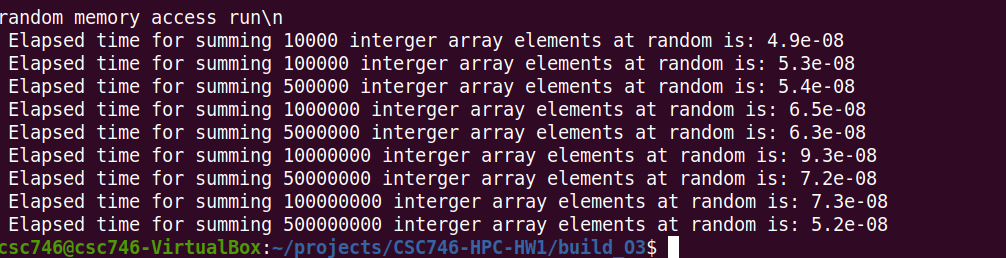 random memory access run\n
Elapsed time for summing 10000 interger array elements at random is: 4.9e-08
Elapsed time for summing 100000 interger array elements at random is: 5.3e-08
Elapsed time for summing 500000 interger array elements at random is: 5.4e-08
Elapsed time for summing 1000000 interger array elements at random is: 6.5e-08
Elapsed time for summing 5000000 interger array elements at random is: 6.3e-08
Elapsed time for summing 10000000 interger array elements at random is: 9.3e-08
Elapsed time for summing 50000000 interger array elements at random is: 7.2e-08
Elapsed time for summing 100000000 interger array elements at random is: 7.3e-08
Elapsed time for summing 500000000 interger array elements at random is: 5.2e-08
csc746@csc746-VirtualBox:~/projects/CSC746-HPC-HW1/build_O3$